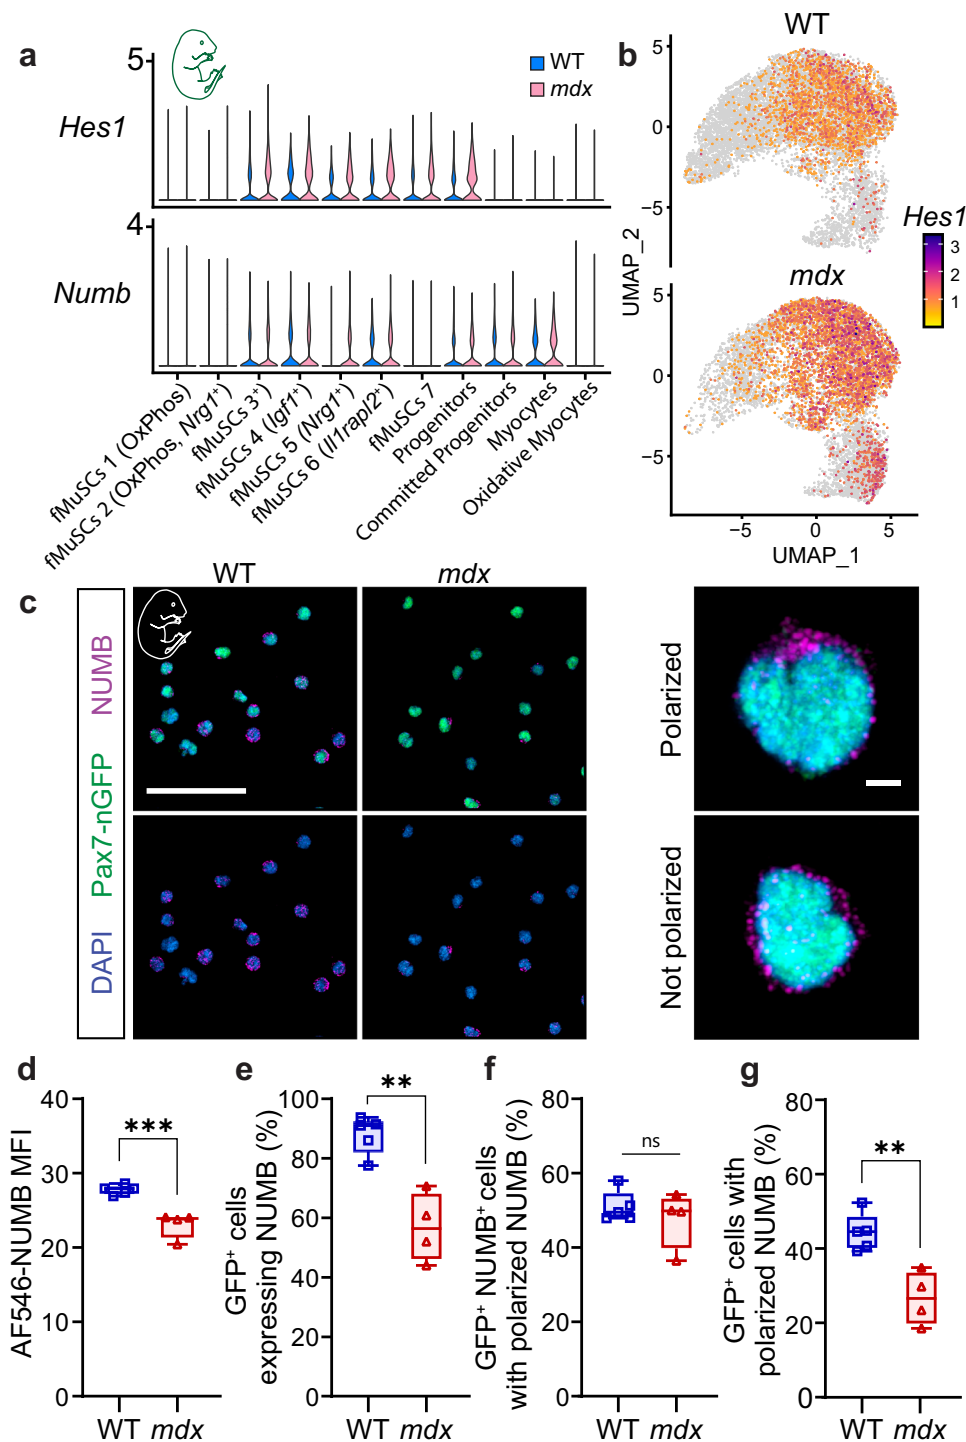 a
5
Hes1
WT
mdx
4
Numb
fMuSCs 1 (OxPhos)
fMuSCs 2 (OxPhos, Nrg1⁺)
fMuSCs 3⁺)
fMuSCs 4 (Igf1⁺)
fMuSCs 5 (Nrg1⁺)
fMuSCs 6 (Il1rapl2⁺)
fMuSCs 7
Progenitors
Committed Progenitors
Myocytes
Oxidative Myocytes
b
WT
5
0
−5
UMAP_2
Hes1
3
2
1
mdx
5
0
−5
−5 0 5
UMAP_1
c
WT
mdx
DAPI Pax7-nGFP NUMB
Polarized
Not polarized
d
AF546-NUMB MFI
40
30
20
10
0
***
WT mdx
e
GFP⁺ cells
expressing NUMB (%)
100
80
60
40
20
0
**
WT mdx
f
GFP⁺ NUMB⁺ cells
with polarized NUMB (%)
80
60
40
20
0
ns
WT mdx
g
GFP⁺ cells with
polarized NUMB (%)
80
60
40
20
0
**
WT mdx